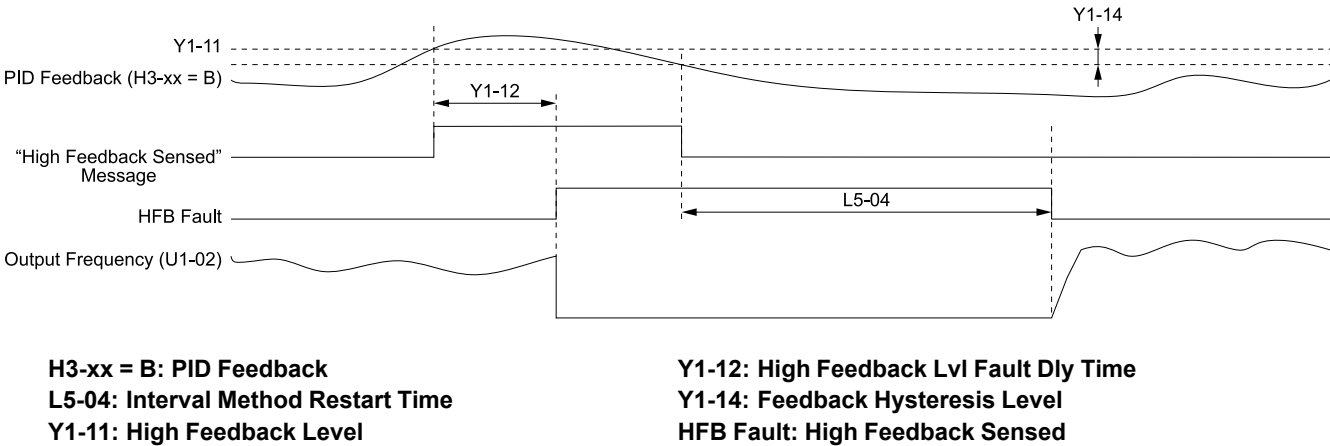 Y1-14
Y1-11
PID Feedback (H3-xx = B)
Y1-12
“High Feedback Sensed”
Message
L5-04
HFB Fault
Output Frequency (U1-02)
H3-xx = B: PID Feedback
L5-04: Interval Method Restart Time
Y1-11: High Feedback Level
Y1-12: High Feedback Lvl Fault Dly Time
Y1-14: Feedback Hysteresis Level
HFB Fault: High Feedback Sensed